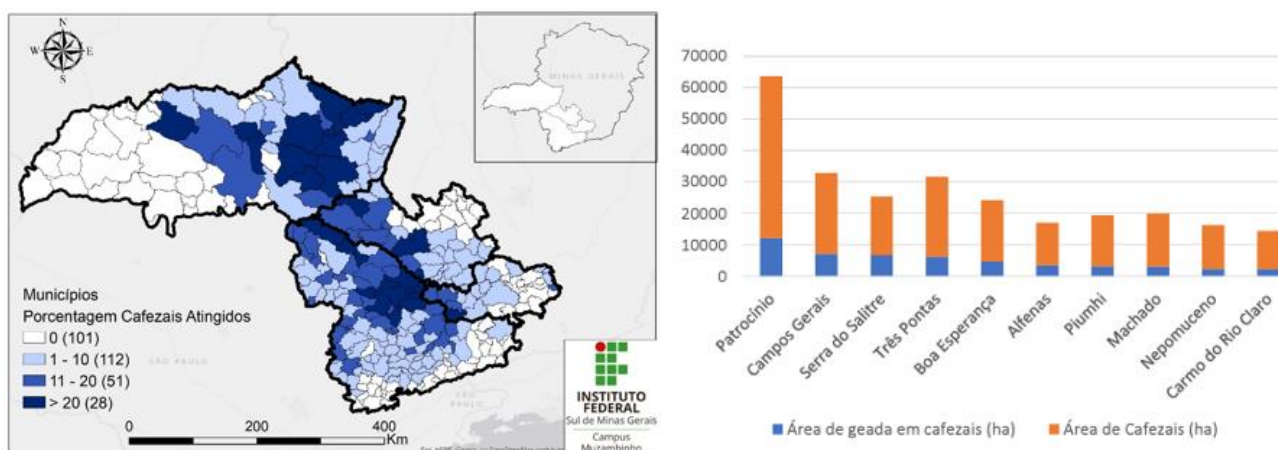 N
W E
S
MINAS GERAIS
Municípios
Porcentagem Cafezais Atingidos
0 (101)
1 - 10 (112)
11 - 20 (51)
> 20 (28)
SÃO PAULO
SÃO
PAULO
0 200 400
Km
INSTITUTO
FEDERAL
Sul de Minas Gerais
Campus
Muzambinho
70000
60000
50000
40000
30000
20000
10000
0
Patrocínio
Campos Gerais
Serra do Salitre
Três Pontas
Boa Esperança
Alfenas
Piumhi
Machado
Nepomuceno
Carmo do Rio Claro
Área de geada em cafezais (ha) Área de Cafezais (ha)